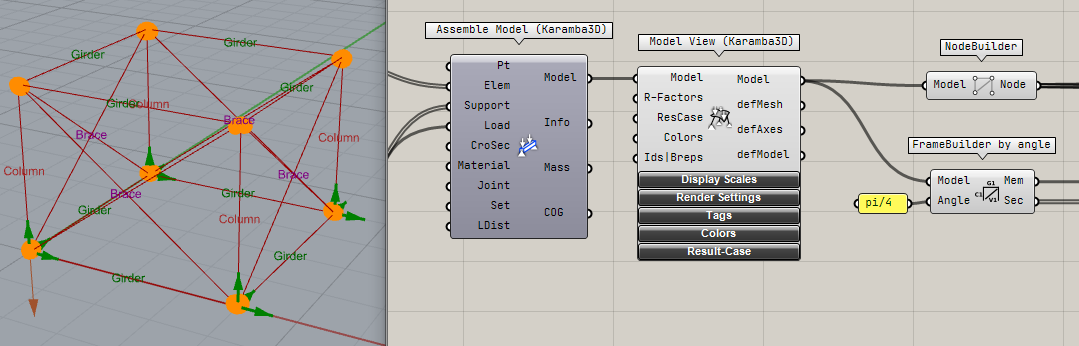 Girder
Girder
Girder
Girder
Column
Brace
Brace
Brace
Column
Column
Brace
Girder
Girder
Column
Girder
Girder
Assemble Model (Karamba3D)
Pt
Elem
Support
Load
CroSec
Material
Joint
Set
LDist
Model
Info
Mass
COG
Model View (Karamba3D)
Model
R-Factors
ResCase
Colors
Ids|Breps
Model
defMesh
defAxes
defModel
Display Scales
Render Settings
Tags
Colors
Result-Case
NodeBuilder
Model Node
FrameBuilder by angle
pi/4
Model
Angle
G1
C1
V1
Mem
Sec